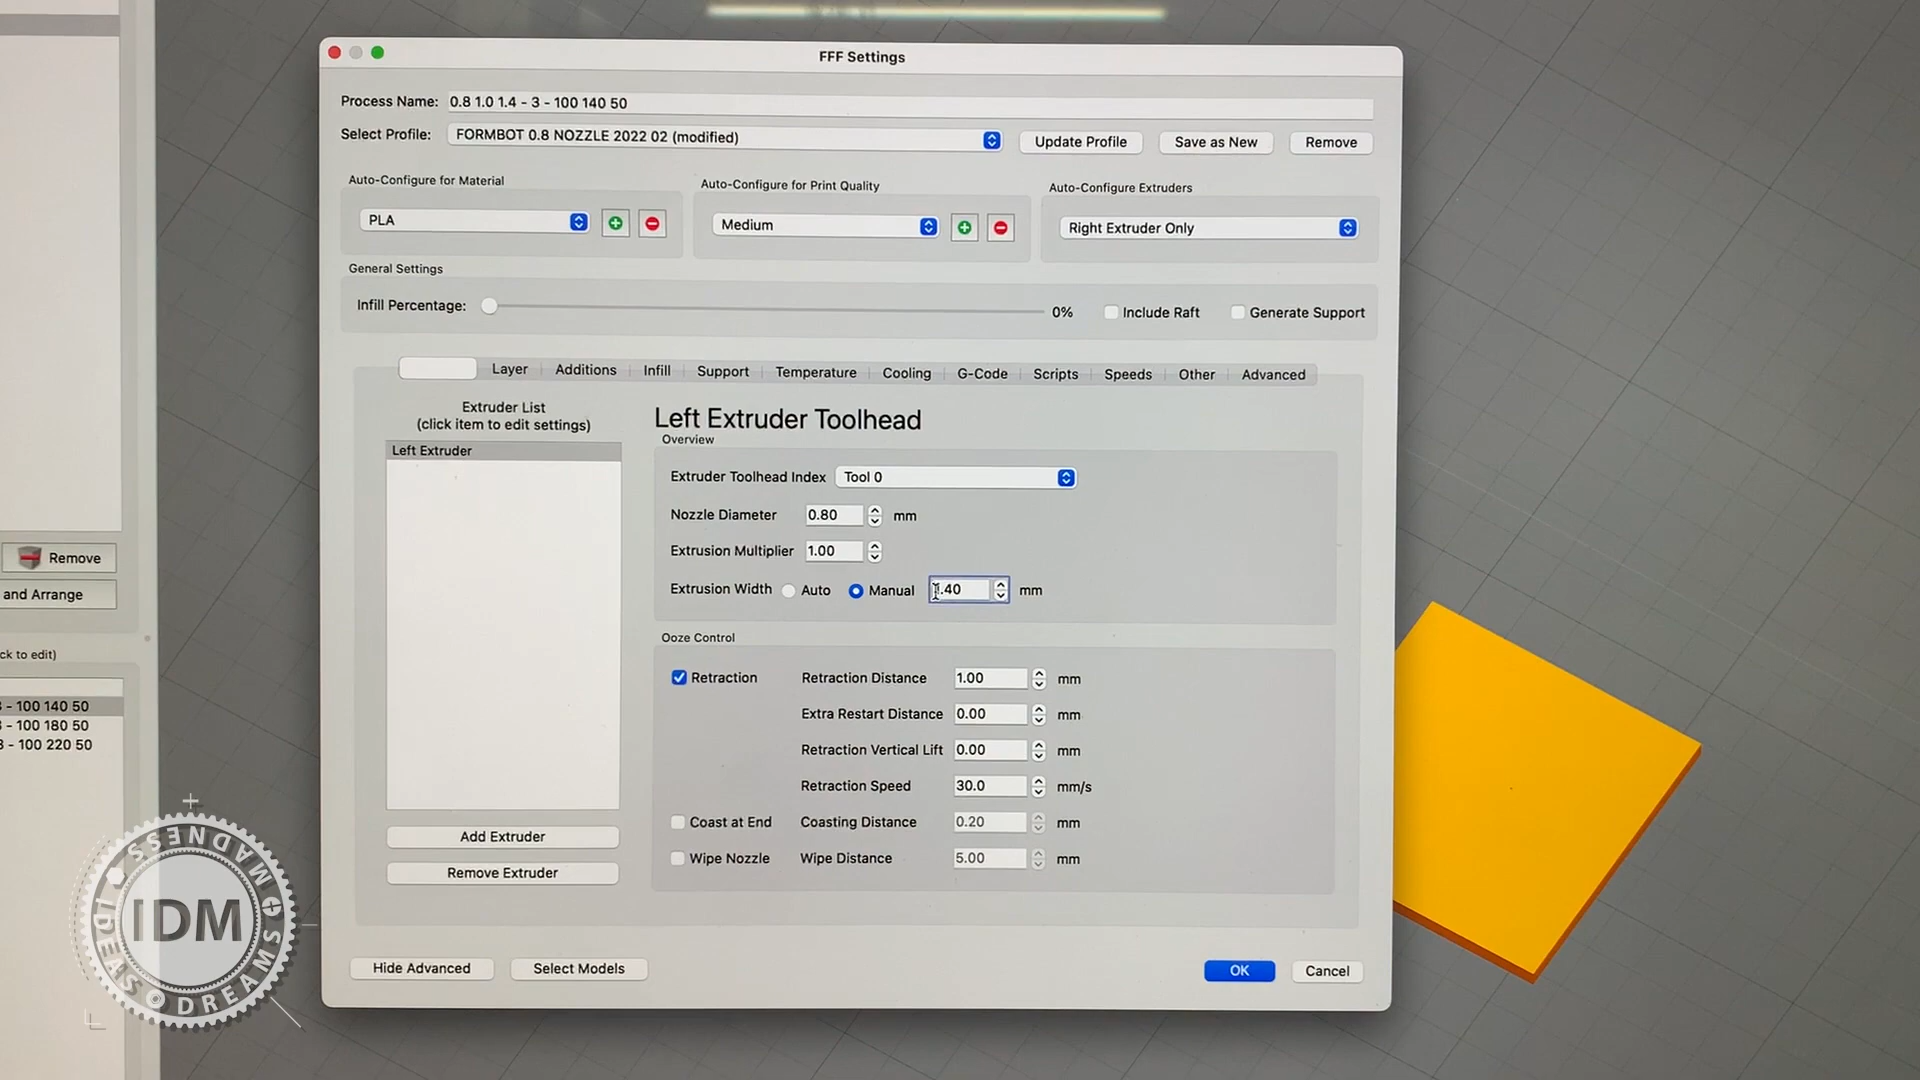 FFF Settings
Process Name: 0.8 1.0 1.4 - 3 - 100 140 50
Select Profile: FORMBOT 0.8 NOZZLE 2022 02 (modified) Update Profile Save as New Remove
Auto-Configure for Material Auto-Configure for Print Quality Auto-Configure Extruders
PLA Medium Right Extruder Only
General Settings
Infill Percentage: 0% Include Raft Generate Support
Layer Additions Infill Support Temperature Cooling G-Code Scripts Speeds Other Advanced
Extruder List
(click item to edit settings)
Left Extruder
Add Extruder
Remove Extruder
Left Extruder Toolhead
Overview
Extruder Toolhead Index Tool 0
Nozzle Diameter 0.80 mm
Extrusion Multiplier 1.00
Extrusion Width Auto Manual .40 mm
Ooze Control
Retraction Retraction Distance 1.00 mm
Extra Restart Distance 0.00 mm
Retraction Vertical Lift 0.00 mm
Retraction Speed 30.0 mm/s
Coast at End Coasting Distance 0.20 mm
Wipe Nozzle Wipe Distance 5.00 mm
Hide Advanced Select Models OK Cancel
Remove
and Arrange
ck to edit)
- 100 140 50
- 100 180 50
- 100 220 50
IDM
IDEAS DREAMS MADNESS